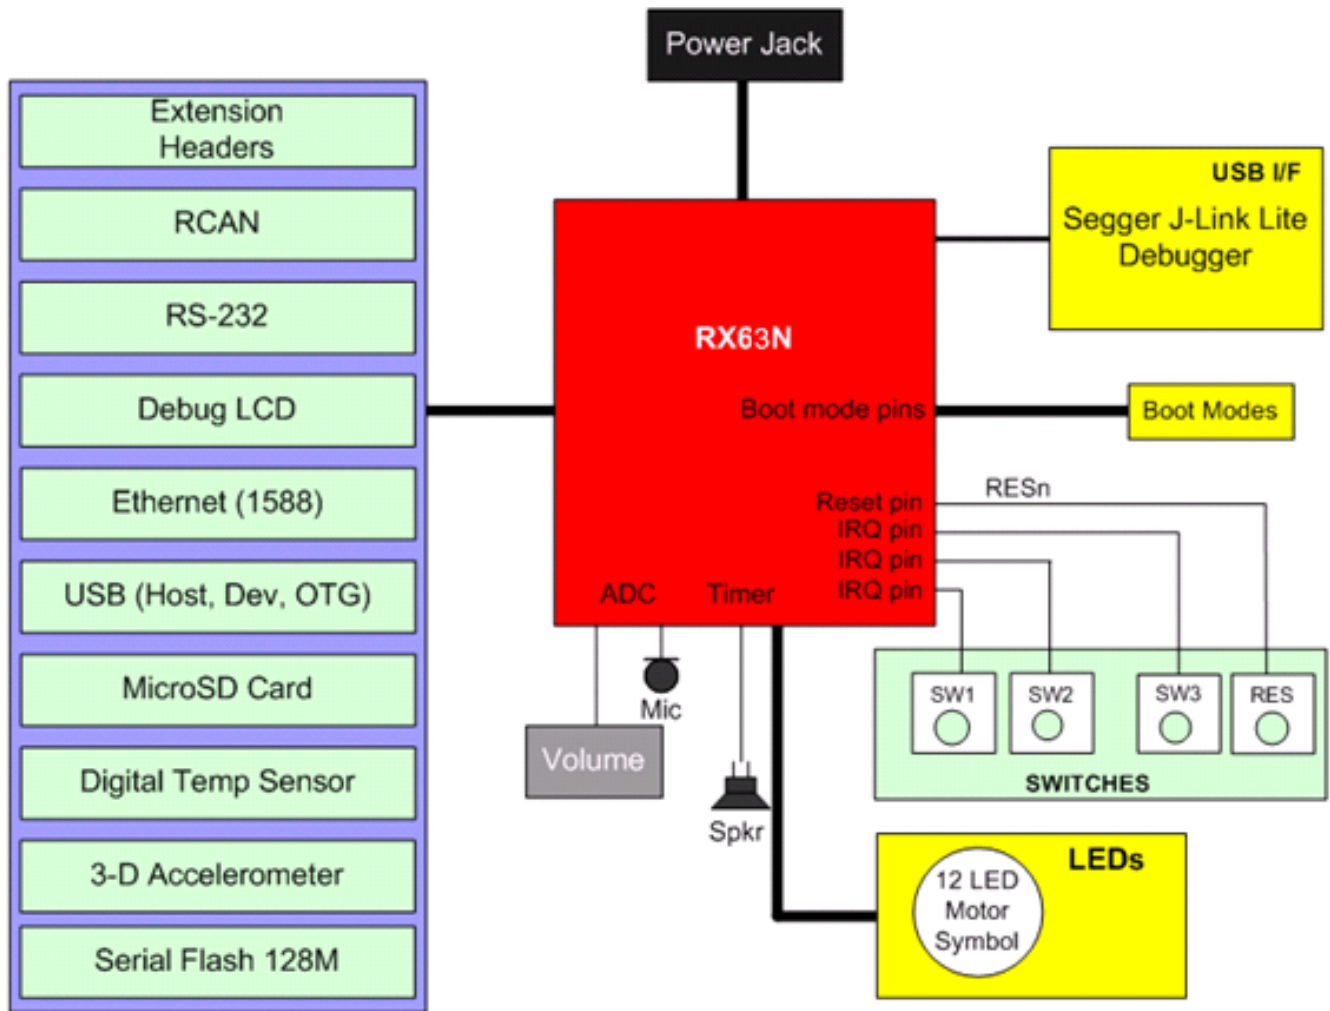 Power Jack
Extension
Headers
RCAN
RS-232
Debug LCD
Ethernet (1588)
USB (Host, Dev, OTG)
MicroSD Card
Digital Temp Sensor
3-D Accelerometer
Serial Flash 128M
RX63N
Boot mode pins
Reset pin
IRQ pin
IRQ pin
IRQ pin
ADC
Timer
USB I/F
Segger J-Link Lite
Debugger
Boot Modes
RESn
Mic
Volume
Spkr
SW1
SW2
SW3
RES
SWITCHES
LEDs
12 LED
Motor
Symbol